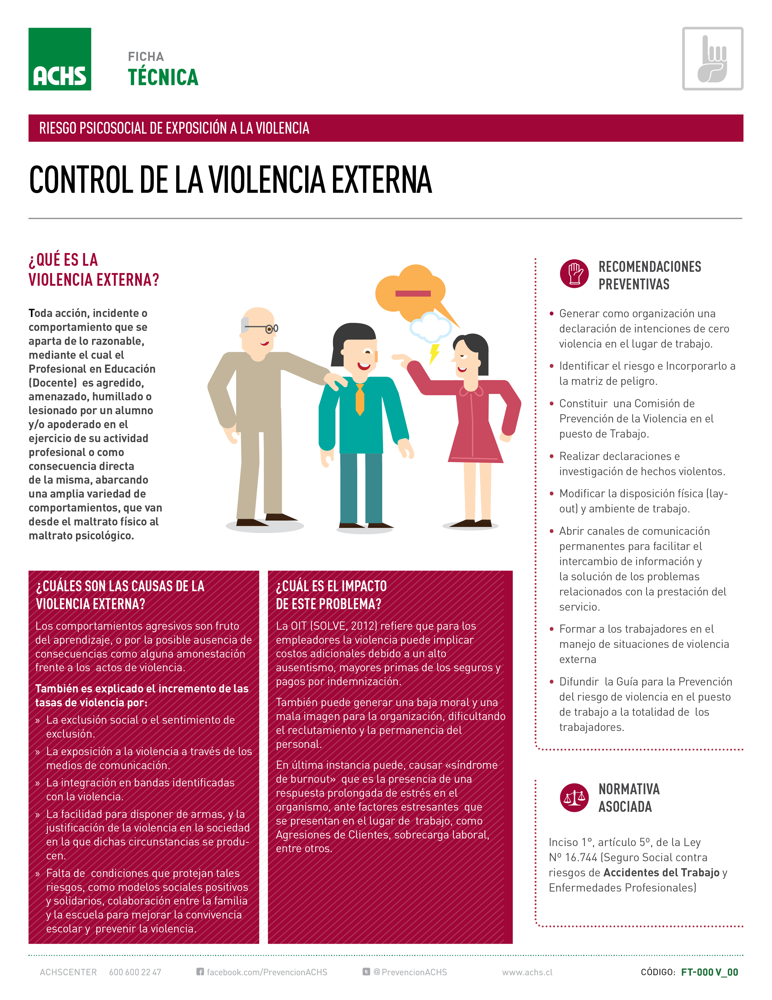 ACHS
FICHA
TÉCNICA
RIESGO PSICOSOCIAL DE EXPOSICIÓN A LA VIOLENCIA
CONTROL DE LA VIOLENCIA EXTERNA
¿QUÉ ES LA
VIOLENCIA EXTERNA?
Toda acción, incidente o
comportamiento que se
aparta de lo razonable,
mediante el cual el
Profesional en Educación
(Docente)  es agredido,
amenazado, humillado o
lesionado por un alumno
y/o apoderado en el
ejercicio de su actividad
profesional o como
consecuencia directa
de la misma, abarcando
una amplia variedad de
comportamientos, que van
desde el maltrato físico al
maltrato psicológico.
¿CUÁLES SON LAS CAUSAS DE LA
VIOLENCIA EXTERNA?
Los comportamientos agresivos son fruto
del aprendizaje, o por la posible ausencia de
consecuencias como alguna amonestación
frente a los  actos de violencia.
También es explicado el incremento de las
tasas de violencia por:
» La exclusión social o el sentimiento de
exclusión.
» La exposición a la violencia a través de los
medios de comunicación.
» La integración en bandas identificadas
con la violencia.
» La facilidad para disponer de armas, y la
justificación de la violencia en la sociedad
en la que dichas circunstancias se produ-
cen.
» Falta de  condiciones que protejan tales
riesgos, como modelos sociales positivos
y solidarios, colaboración entre la familia
y la escuela para mejorar la convivencia
escolar y  prevenir la violencia.
¿CUÁL ES EL IMPACTO
DE ESTE PROBLEMA?
La OIT (SOLVE, 2012) refiere que para los
empleadores la violencia puede implicar
costos adicionales debido a un alto
ausentismo, mayores primas de los seguros y
pagos por indemnización.
También puede generar una baja moral y una
mala imagen para la organización, dificultando
el reclutamiento y la permanencia del
personal.
En última instancia puede, causar «síndrome
de burnout»  que es la presencia de una
respuesta prolongada de estrés en el
organismo, ante factores estresantes  que
se presentan en el lugar de  trabajo, como
Agresiones de Clientes, sobrecarga laboral,
entre otros.
RECOMENDACIONES
PREVENTIVAS
• Generar como organización una
declaración de intenciones de cero
violencia en el lugar de trabajo.
• Identificar el riesgo e Incorporarlo a
la matriz de peligro.
• Constituir  una Comisión de
Prevención de la Violencia en el
puesto de Trabajo.
• Realizar declaraciones e
investigación de hechos violentos.
• Modificar la disposición física (lay-
out) y ambiente de trabajo.
• Abrir canales de comunicación
permanentes para facilitar el
intercambio de información y
la solución de los problemas
relacionados con la prestación del
servicio.
• Formar a los trabajadores en el
manejo de situaciones de violencia
externa
• Difundir  la Guía para la Prevención
del riesgo de violencia en el puesto
de trabajo a la totalidad de  los
trabajadores.
NORMATIVA
ASOCIADA
Inciso 1°, artículo 5º, de la Ley
Nº 16.744 (Seguro Social contra
riesgos de Accidentes del Trabajo y
Enfermedades Profesionales)
ACHSCENTER 600 600 22 47 facebook.com/PrevencionACHS @PrevencionACHS www.achs.cl CÓDIGO: FT-000 V_00